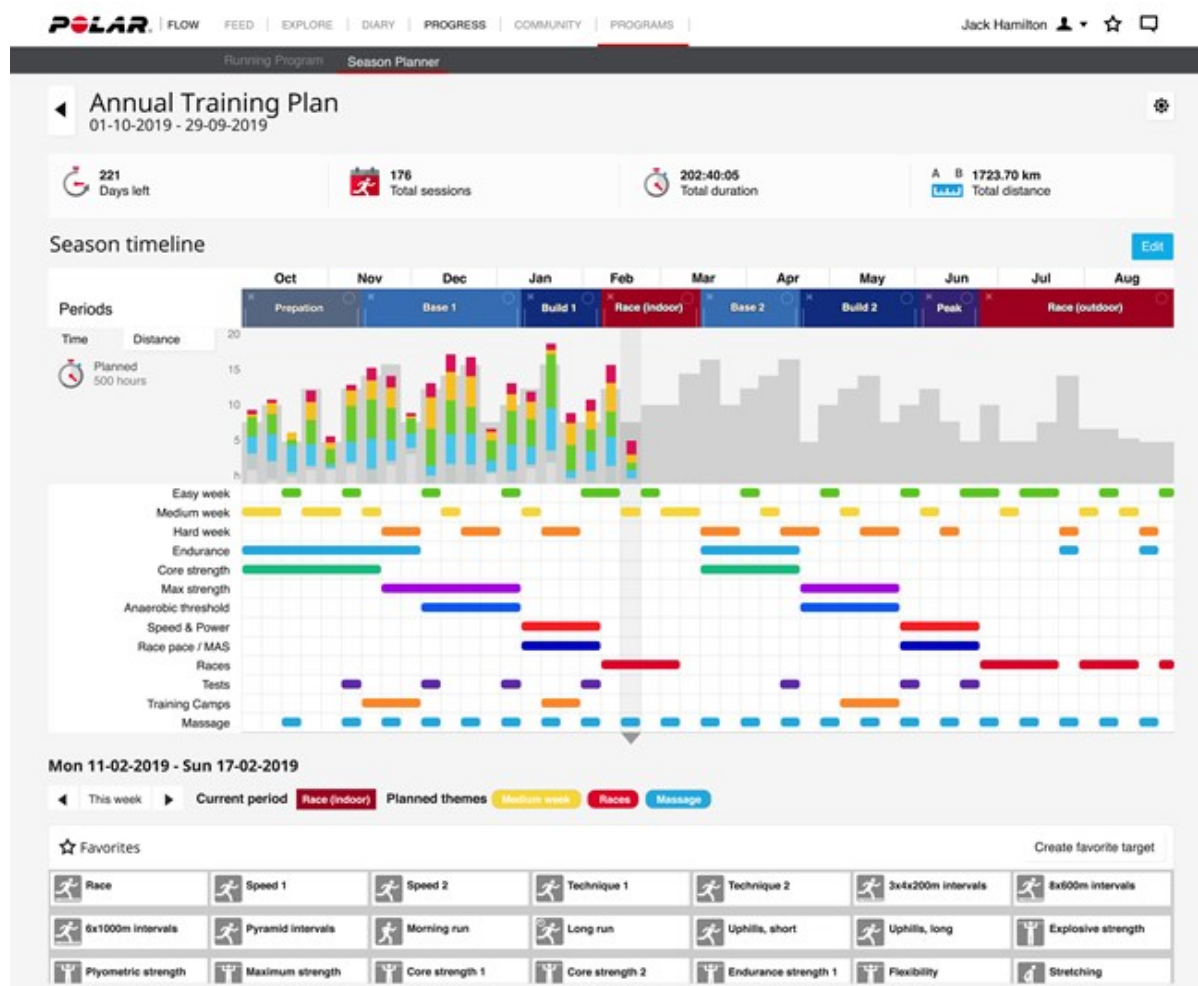 POLAR. FLOW FEED EXPLORE DIARY PROGRESS COMMUNITY PROGRAMS Jack Hamilton
Running Program Season Planner
Annual Training Plan
01-10-2019 - 29-09-2019
221 176 202:40:05 A B 1723.70 km
Days left Total sessions Total duration Total distance
Season timeline Edit
Oct Nov Dec Jan Feb Mar Apr May Jun Jul Aug
Periods Prepation Base 1 Build 1 Race (indoor) Base 2 Build 2 Peak Race (outdoor)
Time Distance 20
Planned 15
500 hours
10
5
h
Easy week
Medium week
Hard week
Endurance
Core strength
Max strength
Anaerobic threshold
Speed & Power
Race pace / MAS
Races
Tests
Training Camps
Massage
Mon 11-02-2019 - Sun 17-02-2019
This week Current period Race (indoor) Planned themes Medium week Races Massage
Favorites Create favorite target
Race Speed 1 Speed 2 Technique 1 Technique 2 3x4x200m intervals 8x600m intervals
6x1000m intervals Pyramid intervals Morning run Long run Uphills, short Uphills, long Explosive strength
Plyometric strength Maximum strength Core strength 1 Core strength 2 Endurance strength 1 Flexibility Stretching